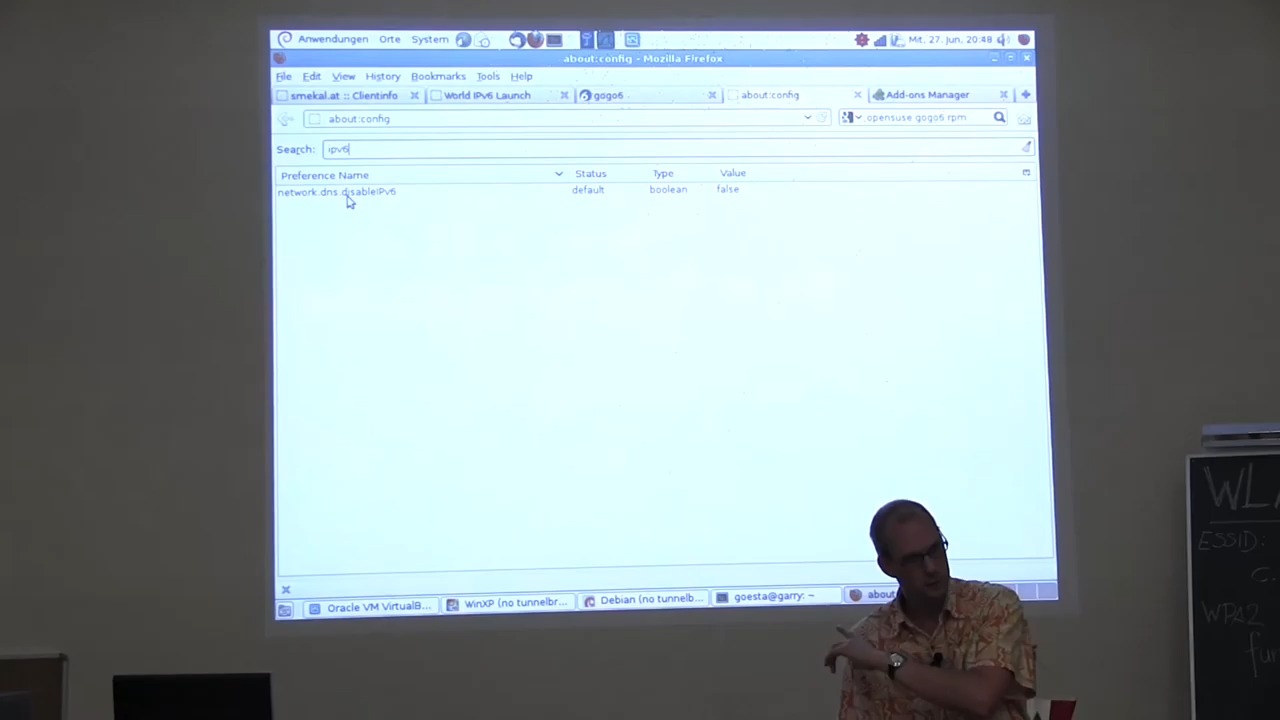 Anwendungen Orte System Mit, 27. Jun, 20:48
about:config - Mozilla Firefox
File Edit View History Bookmarks Tools Help
smekal.at :: Clientinfo World IPv6 Launch gogo6 about:config Add-ons Manager
about:config opensuse gogo6 rpm
Search: ipv6
Preference Name Status Type Value
network.dns.disableIPv6 default boolean false
Oracle VM VirtualB... WinXP (no tunnelbr... Debian (no tunnelb... goesta@garry: ~ abou
WL
ESSID:
WPA2